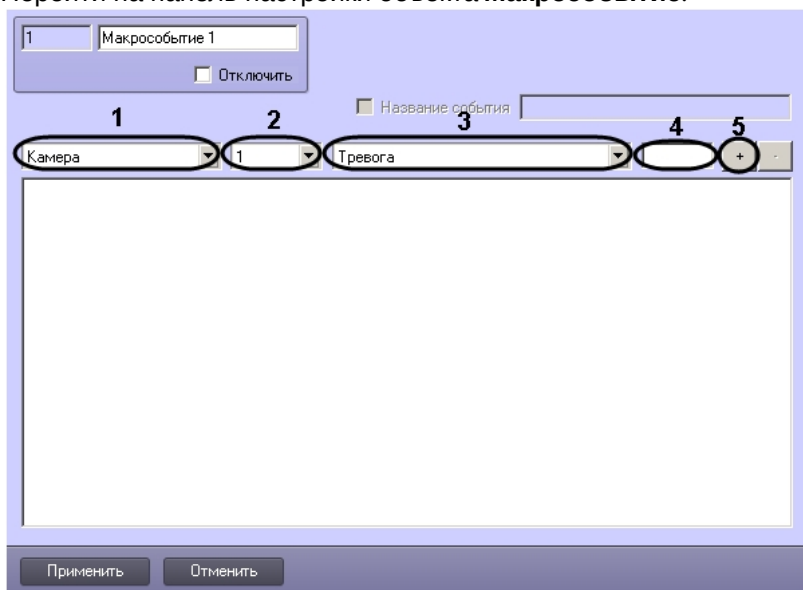 Перейти на панель настройки объекта Макрособытие.
1 Макрособытие 1
Отключить
Название события
1 2 3 4 5
Камера 1 Тревога + -
Применить Отменить